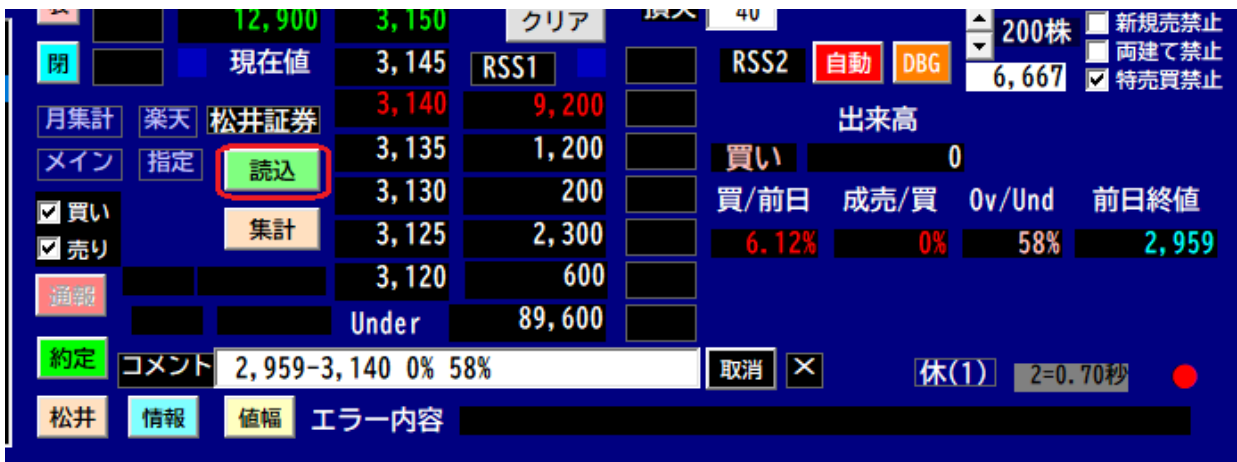 12,900 3,150 クリア 40 200株 新規売禁止
閉 現在値 3,145 RSS1 RSS2 自動 DBG 両建て禁止
6,667 特売買禁止
月集計 楽天 松井証券 3,140 9,200 出来高
メイン 指定 読込 3,135 1,200 買い 0
買い 3,130 200 買/前日 成売/買 Ov/Und 前日終値
売り 集計 3,125 2,300 6.12% 0% 58% 2,959
通報 3,120 600
Under 89,600
約定 コメント 2,959-3,140 0% 58% 取消 × 休(1) 2=0.70秒
松井 情報 値幅 エラー内容